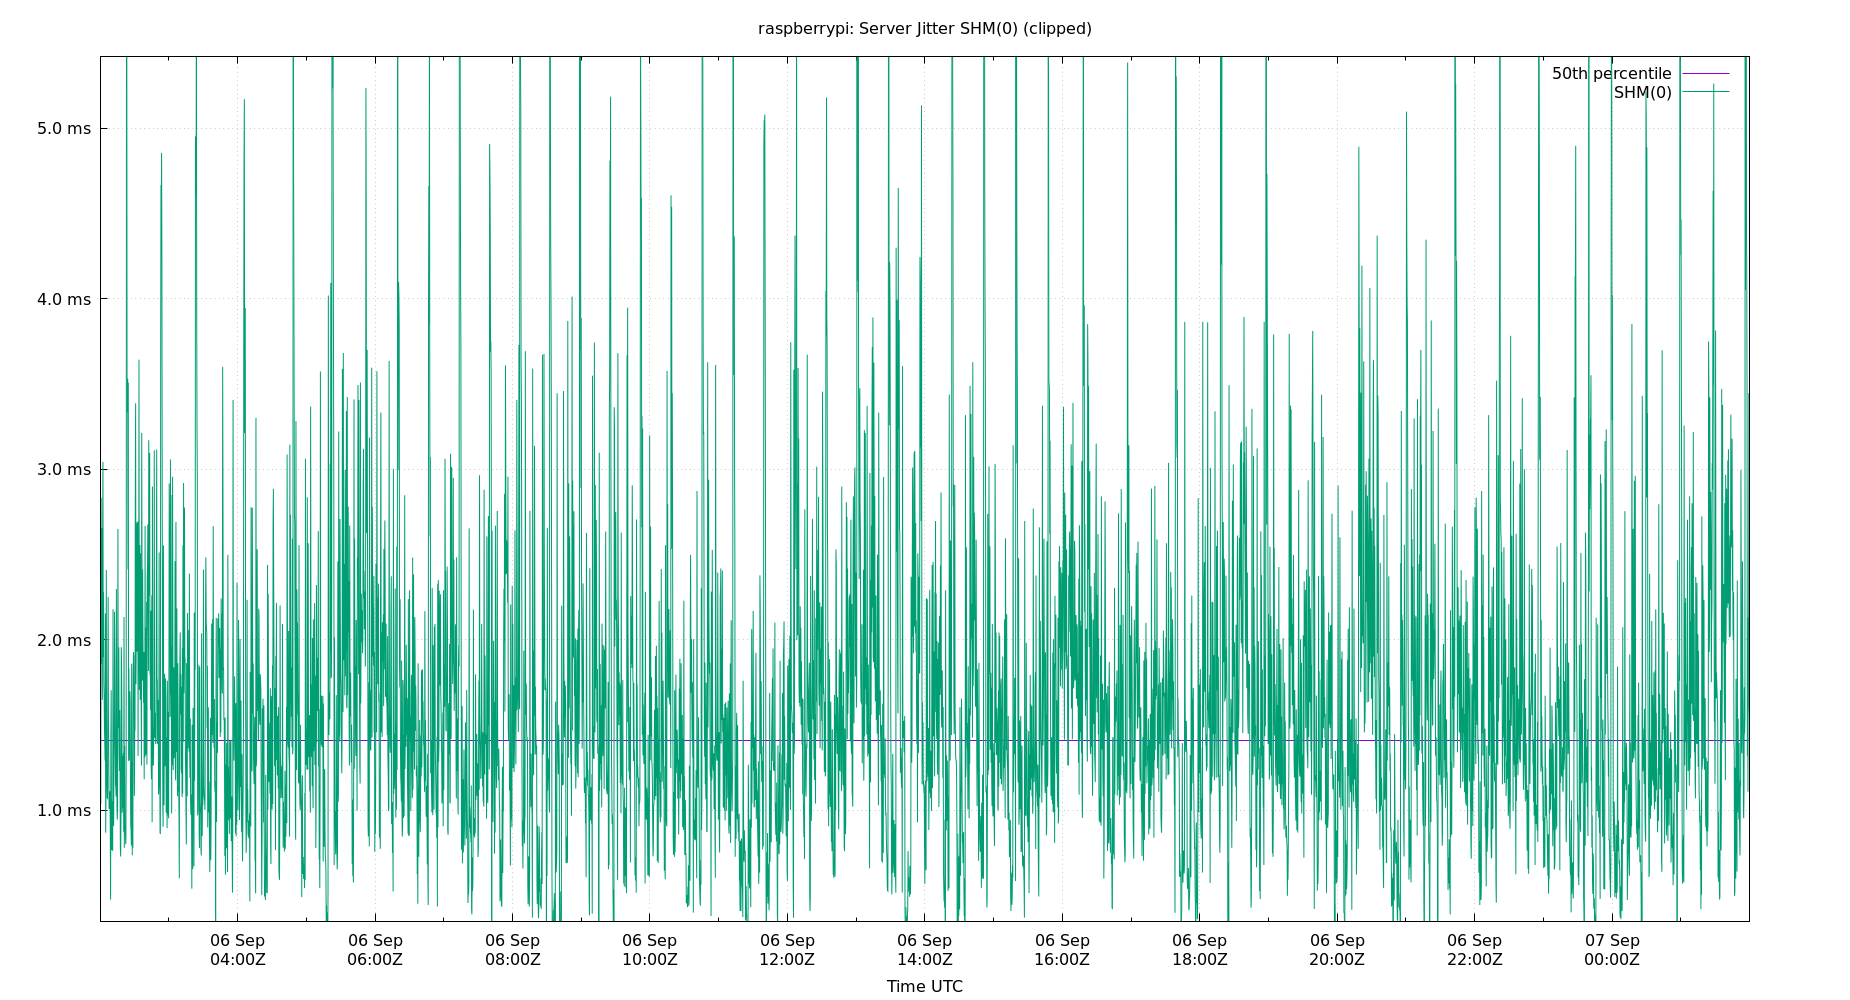 raspberrypi: Server Jitter SHM(0) (clipped)
50th percentile
SHM(0)
5.0 ms
4.0 ms
3.0 ms
2.0 ms
1.0 ms
06 Sep 06 Sep 06 Sep 06 Sep 06 Sep 06 Sep 06 Sep 06 Sep 06 Sep 06 Sep 07 Sep
04:00Z 06:00Z 08:00Z 10:00Z 12:00Z 14:00Z 16:00Z 18:00Z 20:00Z 22:00Z 00:00Z
Time UTC